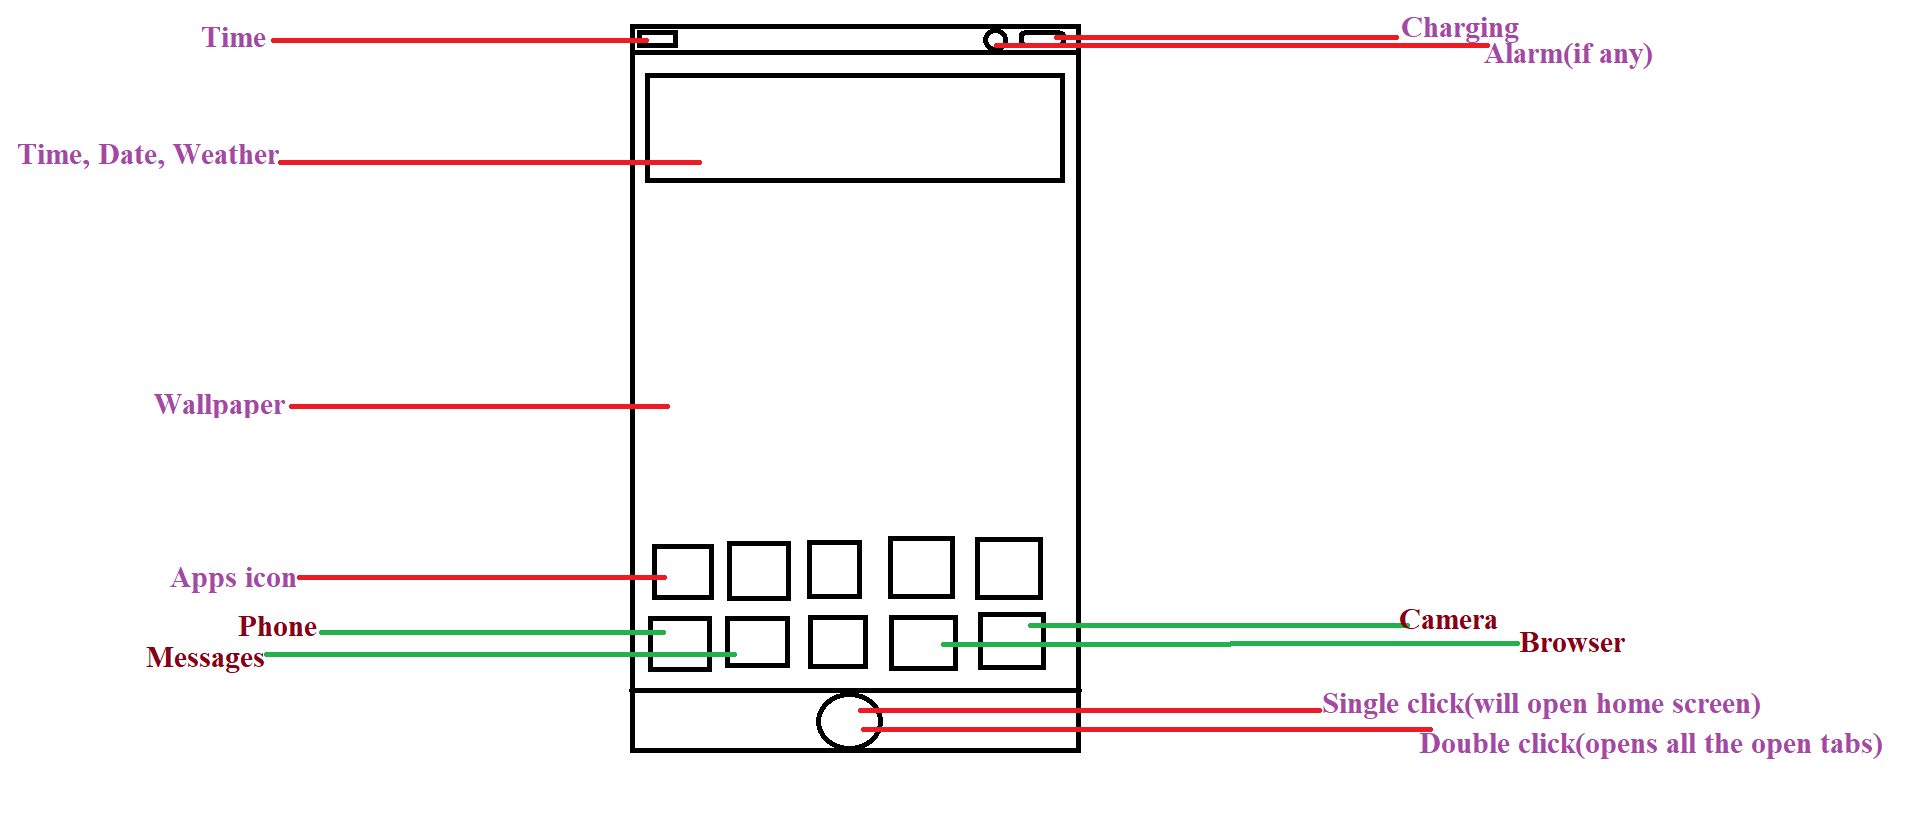 Time
Charging
Alarm(if any)
Time, Date, Weather
Wallpaper
Apps icon
Phone
Camera
Messages
Browser
Single click(will open home screen)
Double click(opens all the open tabs)